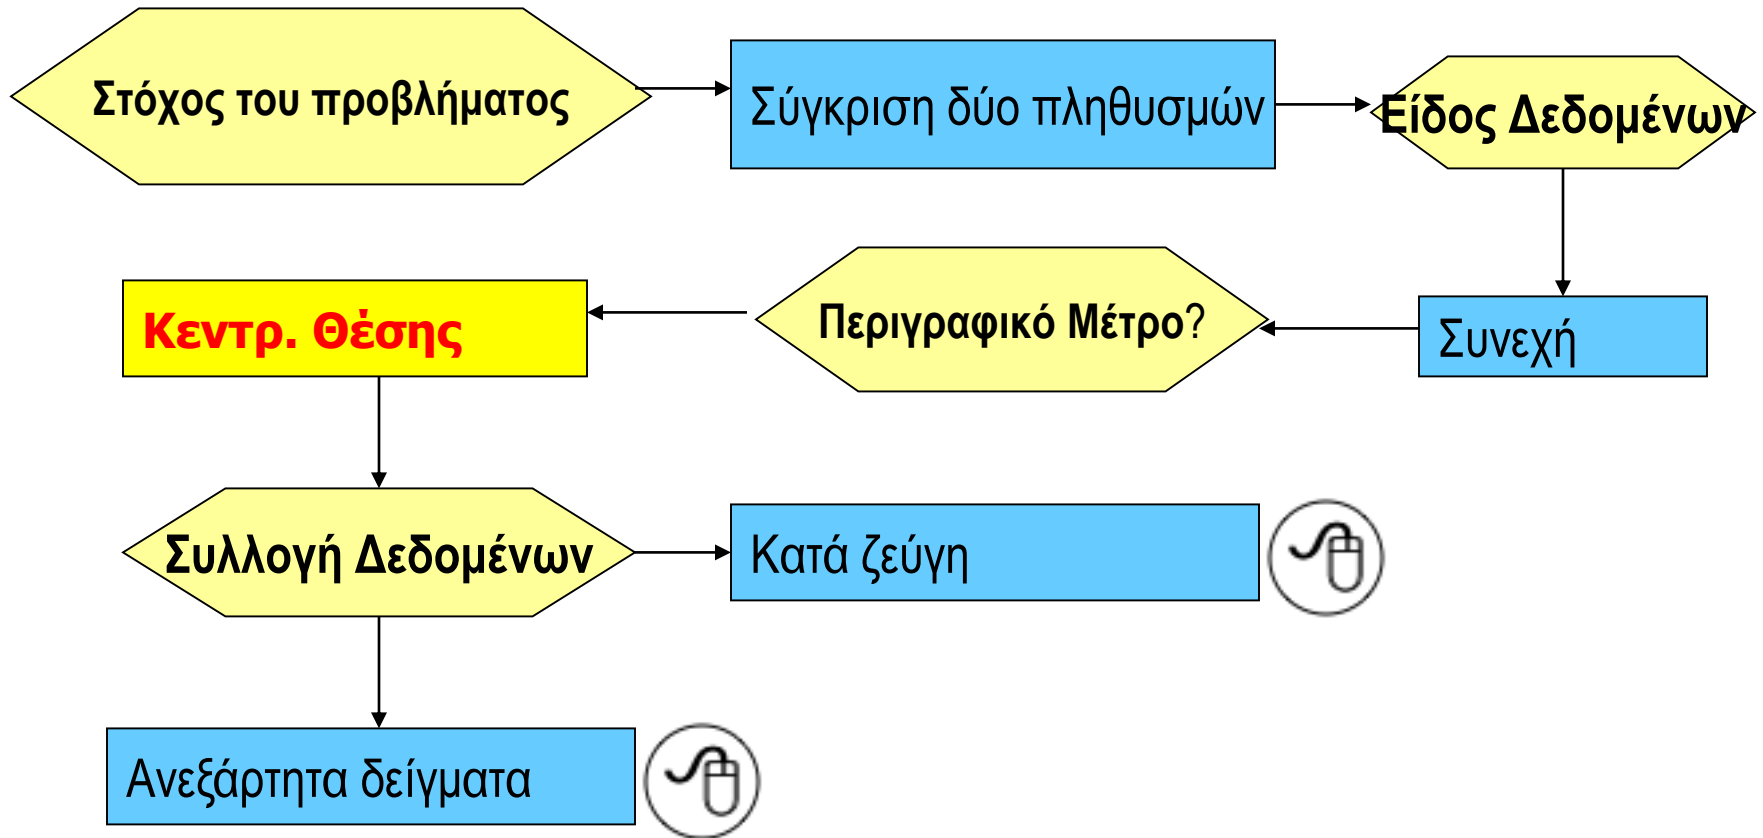 Στόχος του προβλήματος
Σύγκριση δύο πληθυσμών
Είδος Δεδομένων
Συνεχή
Περιγραφικό Μέτρο?
Κεντρ. Θέσης
Συλλογή Δεδομένων
Κατά ζεύγη
Ανεξάρτητα δείγματα